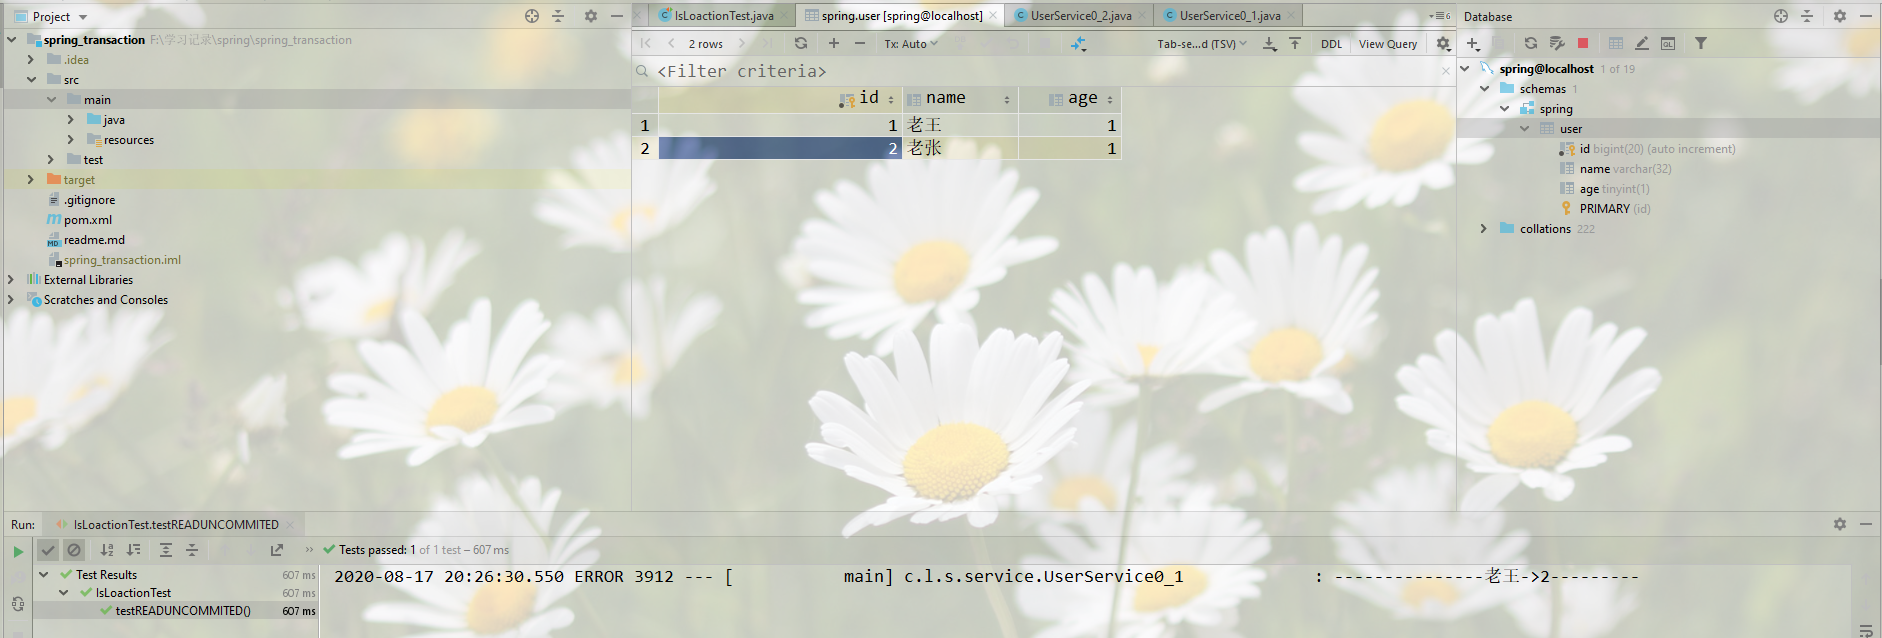 Project
spring_transaction F:\学习记录\spring\spring_transaction
.idea
src
main
java
resources
test
target
.gitignore
pom.xml
readme.md
spring_transaction.iml
External Libraries
Scratches and Consoles
IsLoactionTest.java
spring.user [spring@localhost]
UserService0_2.java
UserService0_1.java
6
2 rows
Tx: Auto
Tab-se...d (TSV)
DDL
View Query
<Filter criteria>
id name age
1 1 老王 1
2 2 老张 1
Database
spring@localhost 1 of 19
schemas 1
spring
user
id bigint(20) (auto increment)
name varchar(32)
age tinyint(1)
PRIMARY (id)
collations 222
Run: IsLoactionTest.testREADUNCOMMITED
Tests passed: 1 of 1 test – 607 ms
Test Results 607 ms
IsLoactionTest 607 ms
testREADUNCOMMITED() 607 ms
2020-08-17 20:26:30.550 ERROR 3912 --- [           main] c.l.s.service.UserService0_1             : ---------------老王->2---------